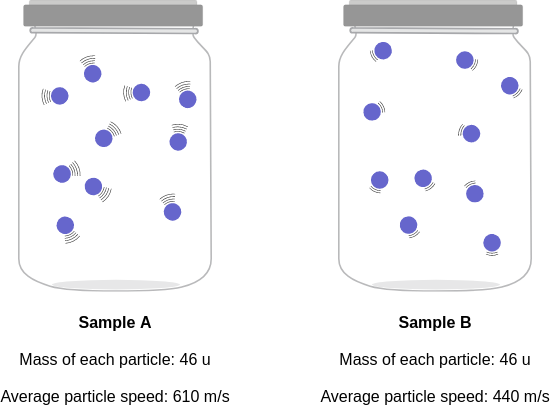 Sample A
Mass of each particle: 46 u
Average particle speed: 610 m/s
Sample B
Mass of each particle: 46 u
Average particle speed: 440 m/s